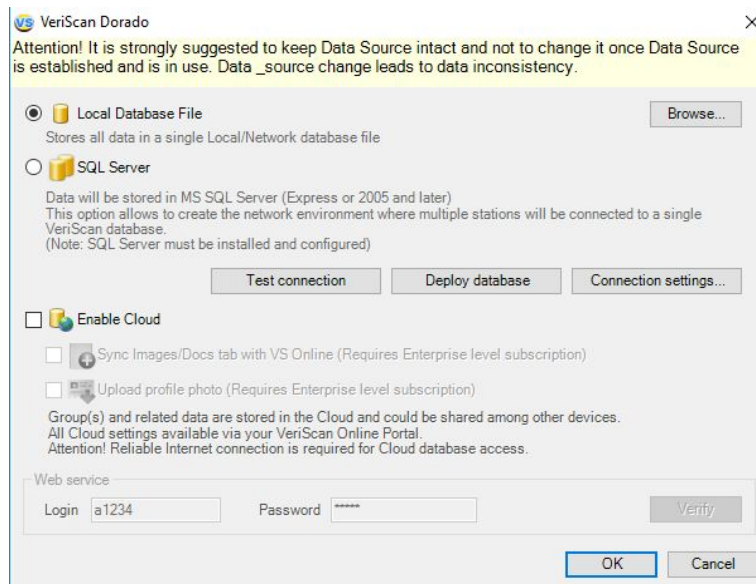 VS VeriScan Dorado
Attention! It is strongly suggested to keep Data Source intact and not to change it once Data Source
is established and is in use. Data _source change leads to data inconsistency.
Local Database File
Browse...
Stores all data in a single Local/Network database file
SQL Server
Data will be stored in MS SQL Server (Express or 2005 and later)
This option allows to create the network environment where multiple stations will be connected to a single
VeriScan database.
(Note: SQL Server must be installed and configured)
Test connection Deploy database Connection settings...
Enable Cloud
Sync Images/Docs tab with VS Online (Requires Enterprise level subscription)
Upload profile photo (Requires Enterprise level subscription)
Group(s) and related data are stored in the Cloud and could be shared among other devices.
All Cloud settings available via your VeriScan Online Portal.
Attention! Reliable Internet connection is required for Cloud database access.
Web service
Login a1234 Password ***** Verify
OK Cancel